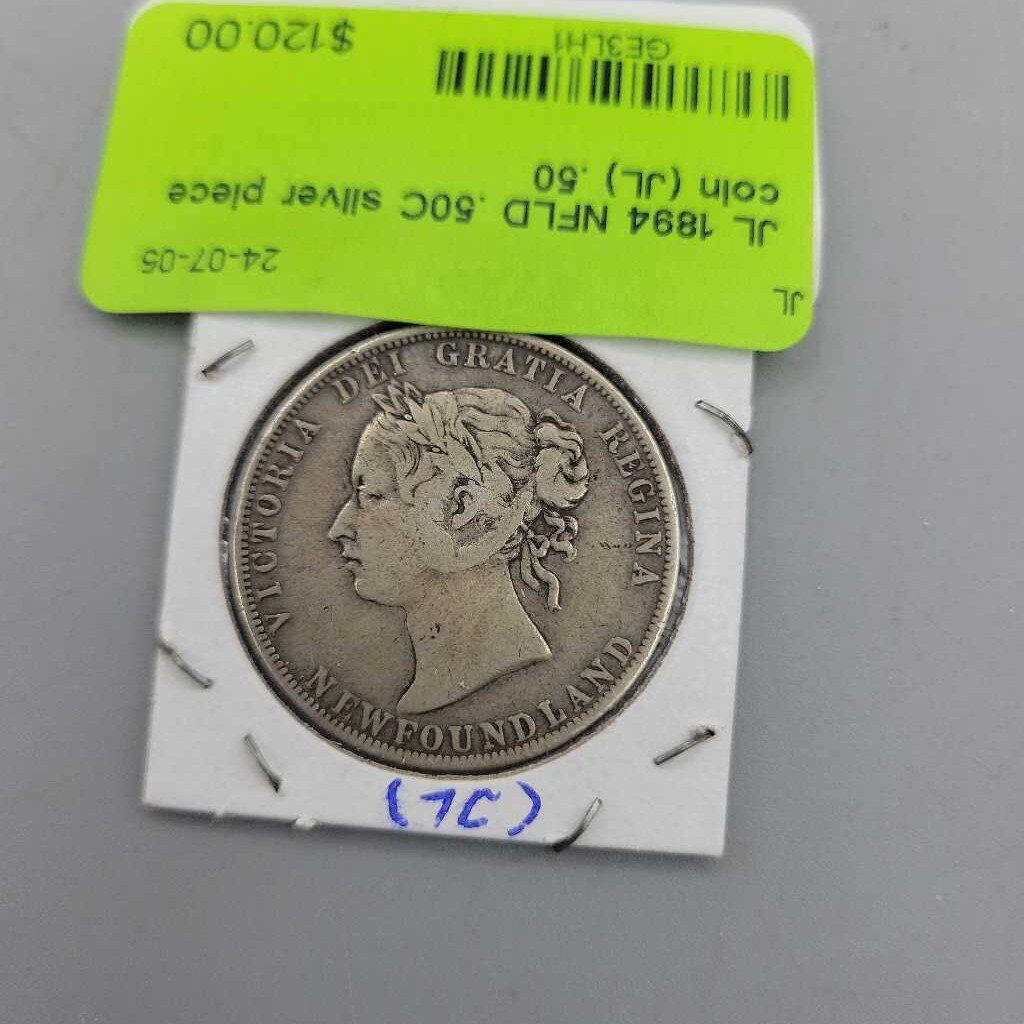 JL
24-07-05
JL 1894 NFLD .50C silver piece
coin (JL) .50
GE3LH1
$120.00
VICTORIA DEI GRATIA REGINA
NEWFOUNDLAND
(JL)